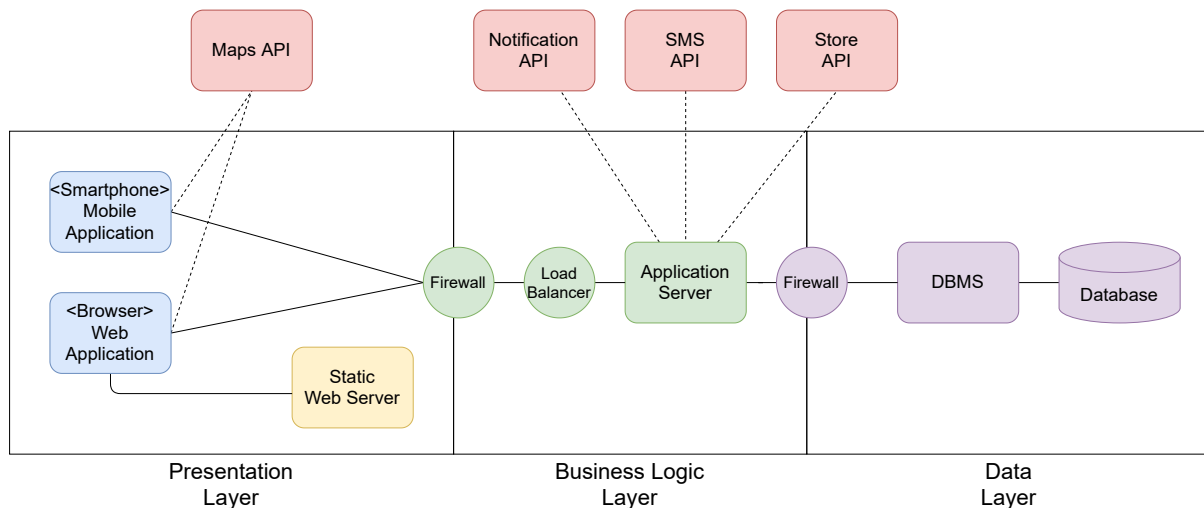 Maps API
Notification
API
SMS
API
Store
API
<Smartphone>
Mobile
Application
<Browser>
Web
Application
Static
Web Server
Firewall
Load
Balancer
Application
Server
Firewall
DBMS
Database
Presentation
Layer
Business Logic
Layer
Data
Layer